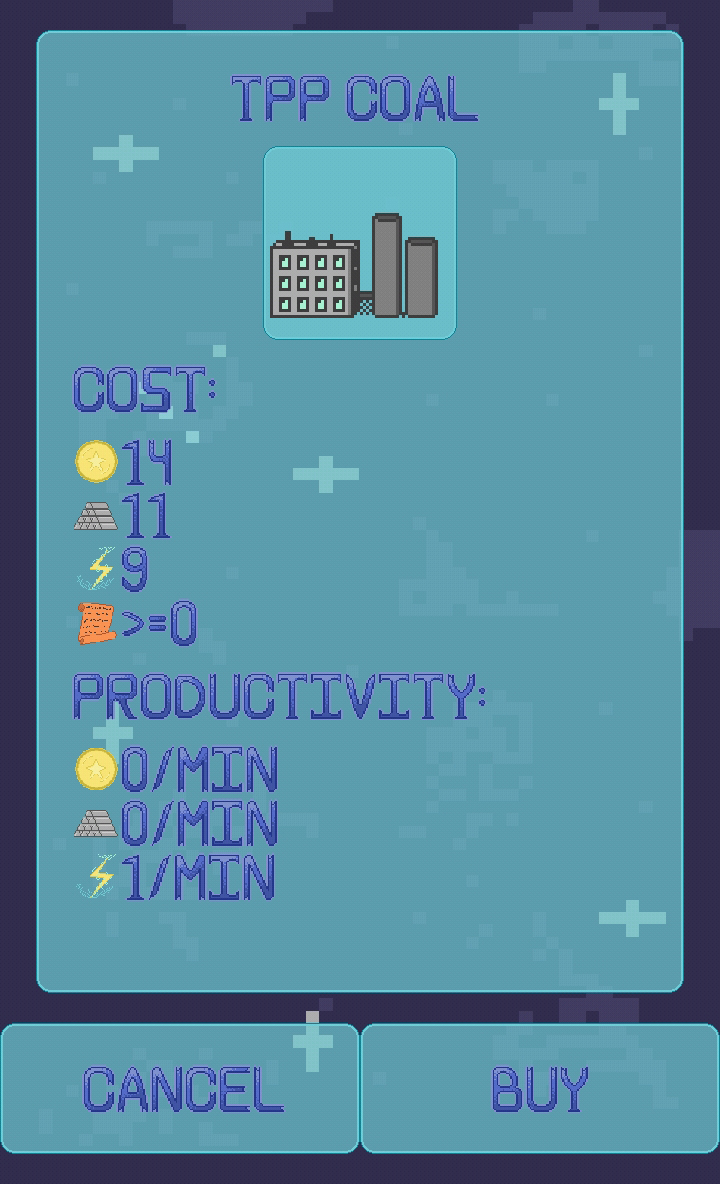 TPP COAL
COST:
14
11
9
>=0
PRODUCTIVITY:
0/MIN
0/MIN
1/MIN
CANCEL
BUY